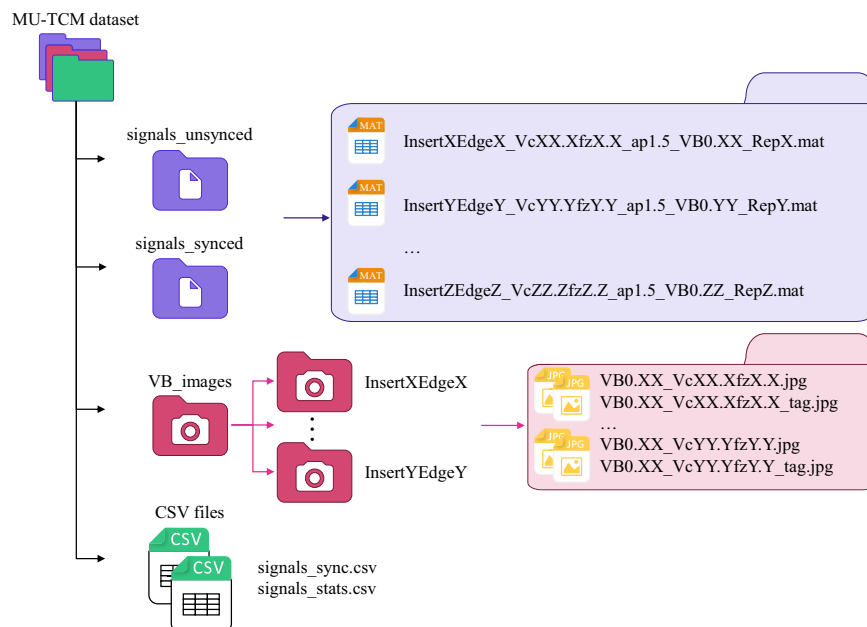 MU-TCM dataset
signals_unsynced
MAT
InsertXEdgeX_VcXX.XfzX.X_ap1.5_VB0.XX_RepX.mat
MAT
InsertYEdgeY_VcYY.YfzY.Y_ap1.5_VB0.YY_RepY.mat
...
signals_synced
MAT
InsertZEdgeZ_VcZZ.ZfzZ.Z_ap1.5_VB0.ZZ_RepZ.mat
VB_images
InsertXEdgeX
InsertYEdgeY
JPG
JPG
VB0.XX_VcXX.XfzX.X.jpg
VB0.XX_VcXX.XfzX.X_tag.jpg
...
JPG
JPG
VB0.XX_VcYY.YfzY.Y.jpg
VB0.XX_VcYY.YfzY.Y_tag.jpg
CSV files
CSV
CSV
signals_sync.csv
signals_stats.csv